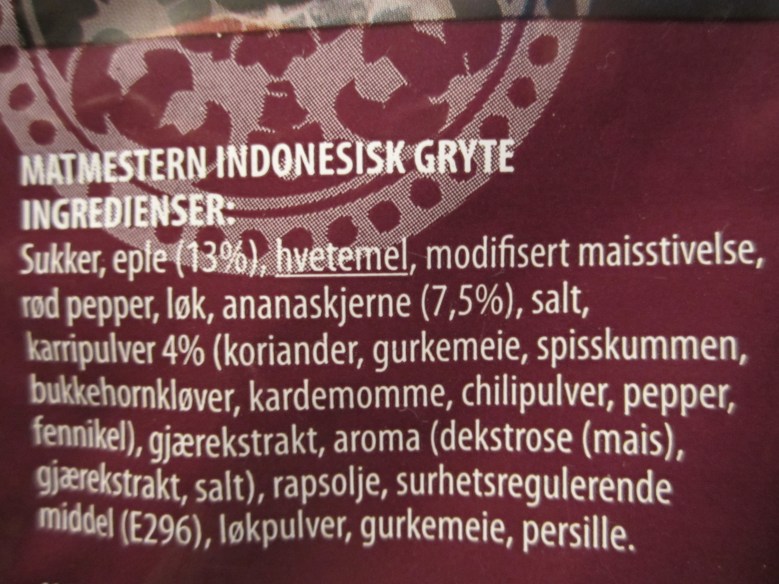 MATMESTERN INDONESISK GRYTE
INGREDIENSER:
Sukker, eple (13%), hvetemel, modifisert maisstivelse,
rød pepper, løk, ananaskjerne (7,5%), salt,
karripulver 4% (koriander, gurkemeie, spisskummen,
bukkehornkløver, kardemomme, chilipulver, pepper,
fennikel), gjærekstrakt, aroma (dekstrose (mais),
gjærekstrakt, salt), rapsolje, surhetsregulerende
middel (E296), løkpulver, gurkemeie, persille.